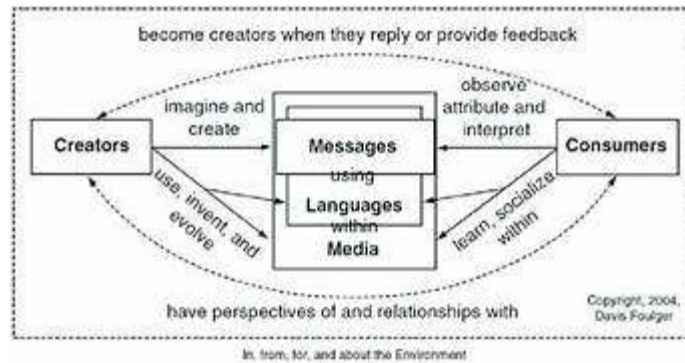 become creators when they reply or provide feedback
imagine and
create
observe
attribute and
interpret
Creators
Messages
Consumers
using
Languages
within
Media
use, invent, and
evolve
learn, socialize
within
have perspectives of and relationships with
Copyright, 2004,
Davis Foulger
In, from, for, and about the Environment